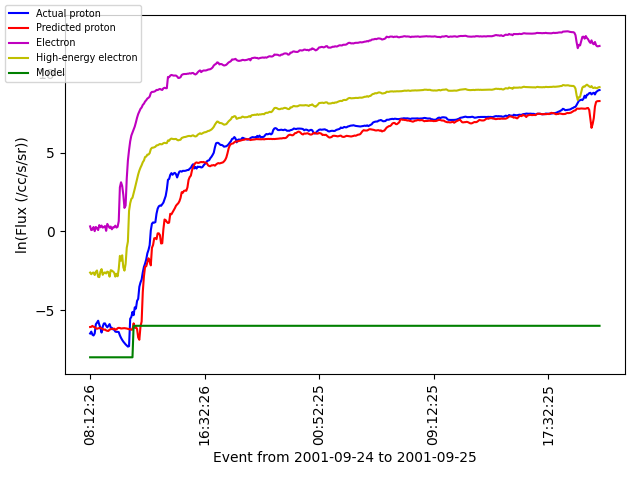 Actual proton
Predicted proton
Electron
High-energy electron
Model
5
0
−5
ln(Flux (/cc/s/sr))
08:12:26
16:32:26
00:52:25
09:12:25
17:32:25
Event from 2001-09-24 to 2001-09-25